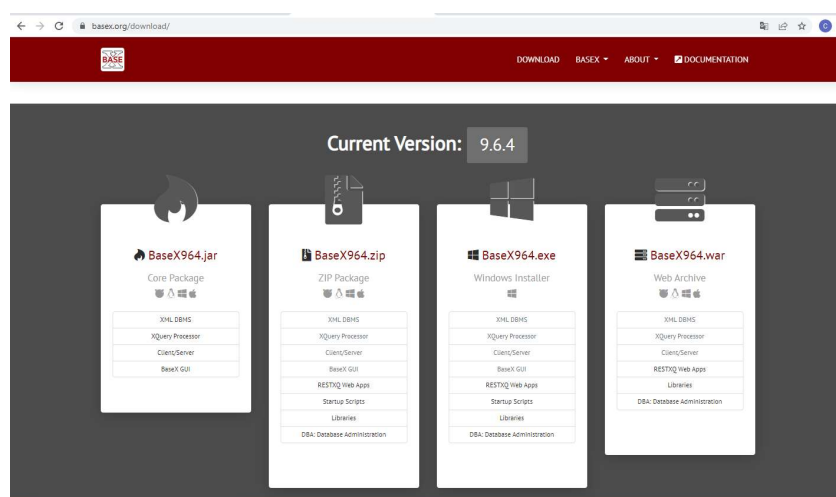 basex.org/download/
C
BASE
DOWNLOAD BASEX ABOUT DOCUMENTATION
Current Version: 9.6.4
BaseX964.jar
Core Package
XML DBMS
XQuery Processor
Client/Server
BaseX GUI
BaseX964.zip
ZIP Package
XML DBMS
XQuery Processor
Client/Server
BaseX GUI
RESTXQ Web Apps
Startup Scripts
Libraries
DBA: Database Administration
BaseX964.exe
Windows Installer
XML DBMS
XQuery Processor
Client/Server
BaseX GUI
RESTXQ Web Apps
Startup Scripts
Libraries
DBA: Database Administration
BaseX964.war
Web Archive
XML DBMS
XQuery Processor
Client/Server
RESTXQ Web Apps
Libraries
DBA: Database Administration